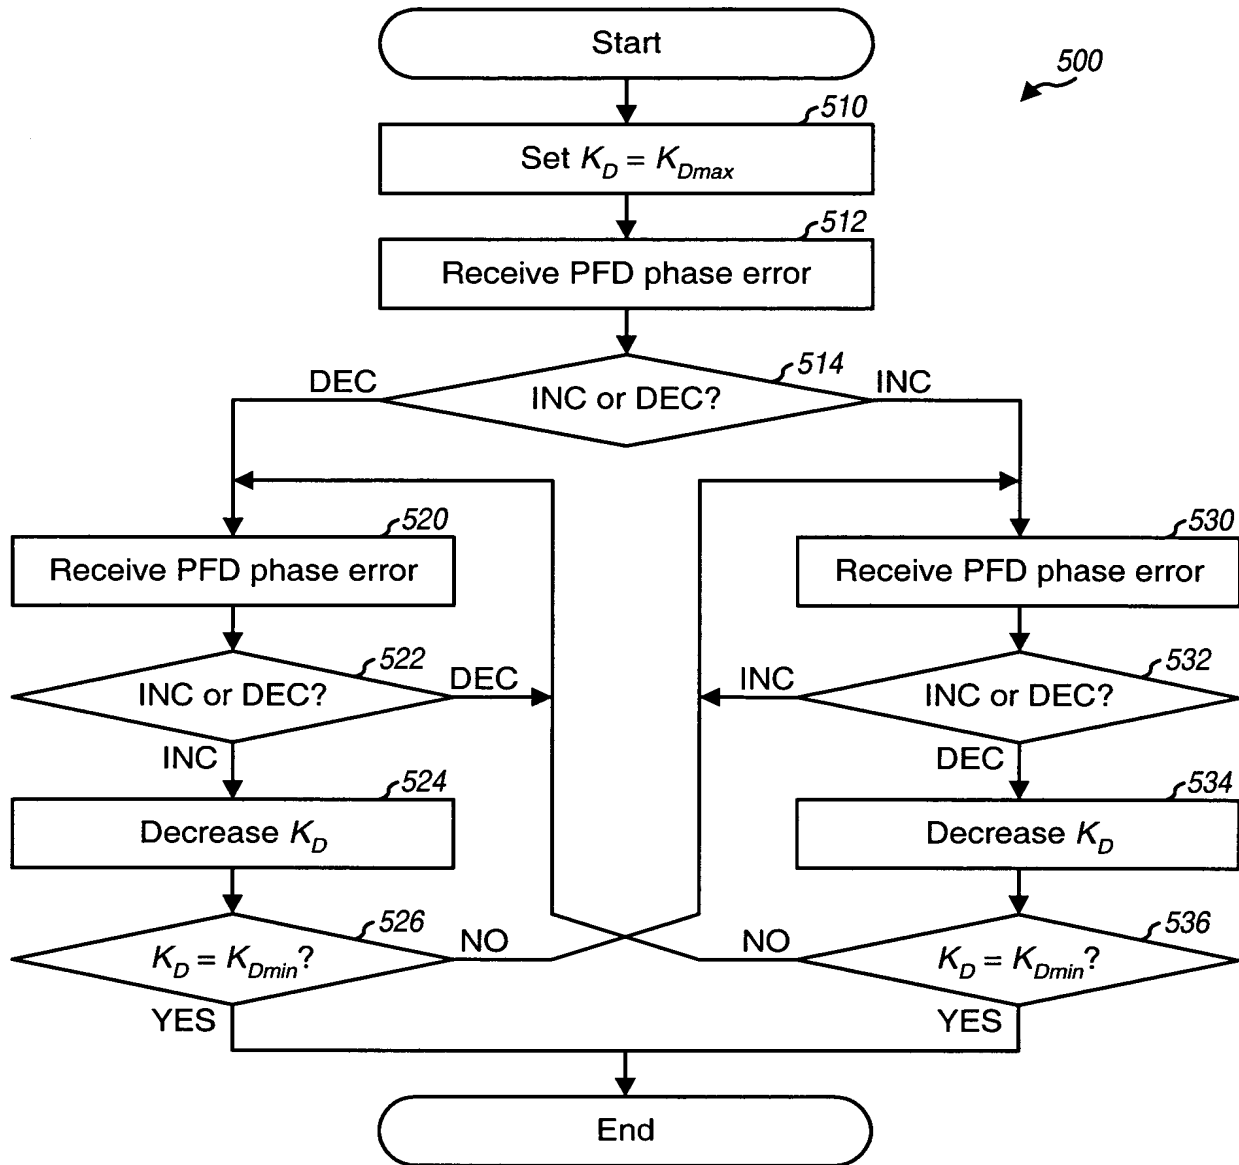 Start
500
510
Set K_D = K_Dmax
512
Receive PFD phase error
514
DEC
INC or DEC?
INC
520
Receive PFD phase error
530
Receive PFD phase error
522
INC or DEC?
DEC
INC
532
INC
INC or DEC?
DEC
524
Decrease K_D
534
Decrease K_D
526
K_D = K_Dmin?
NO
YES
536
NO
K_D = K_Dmin?
YES
End